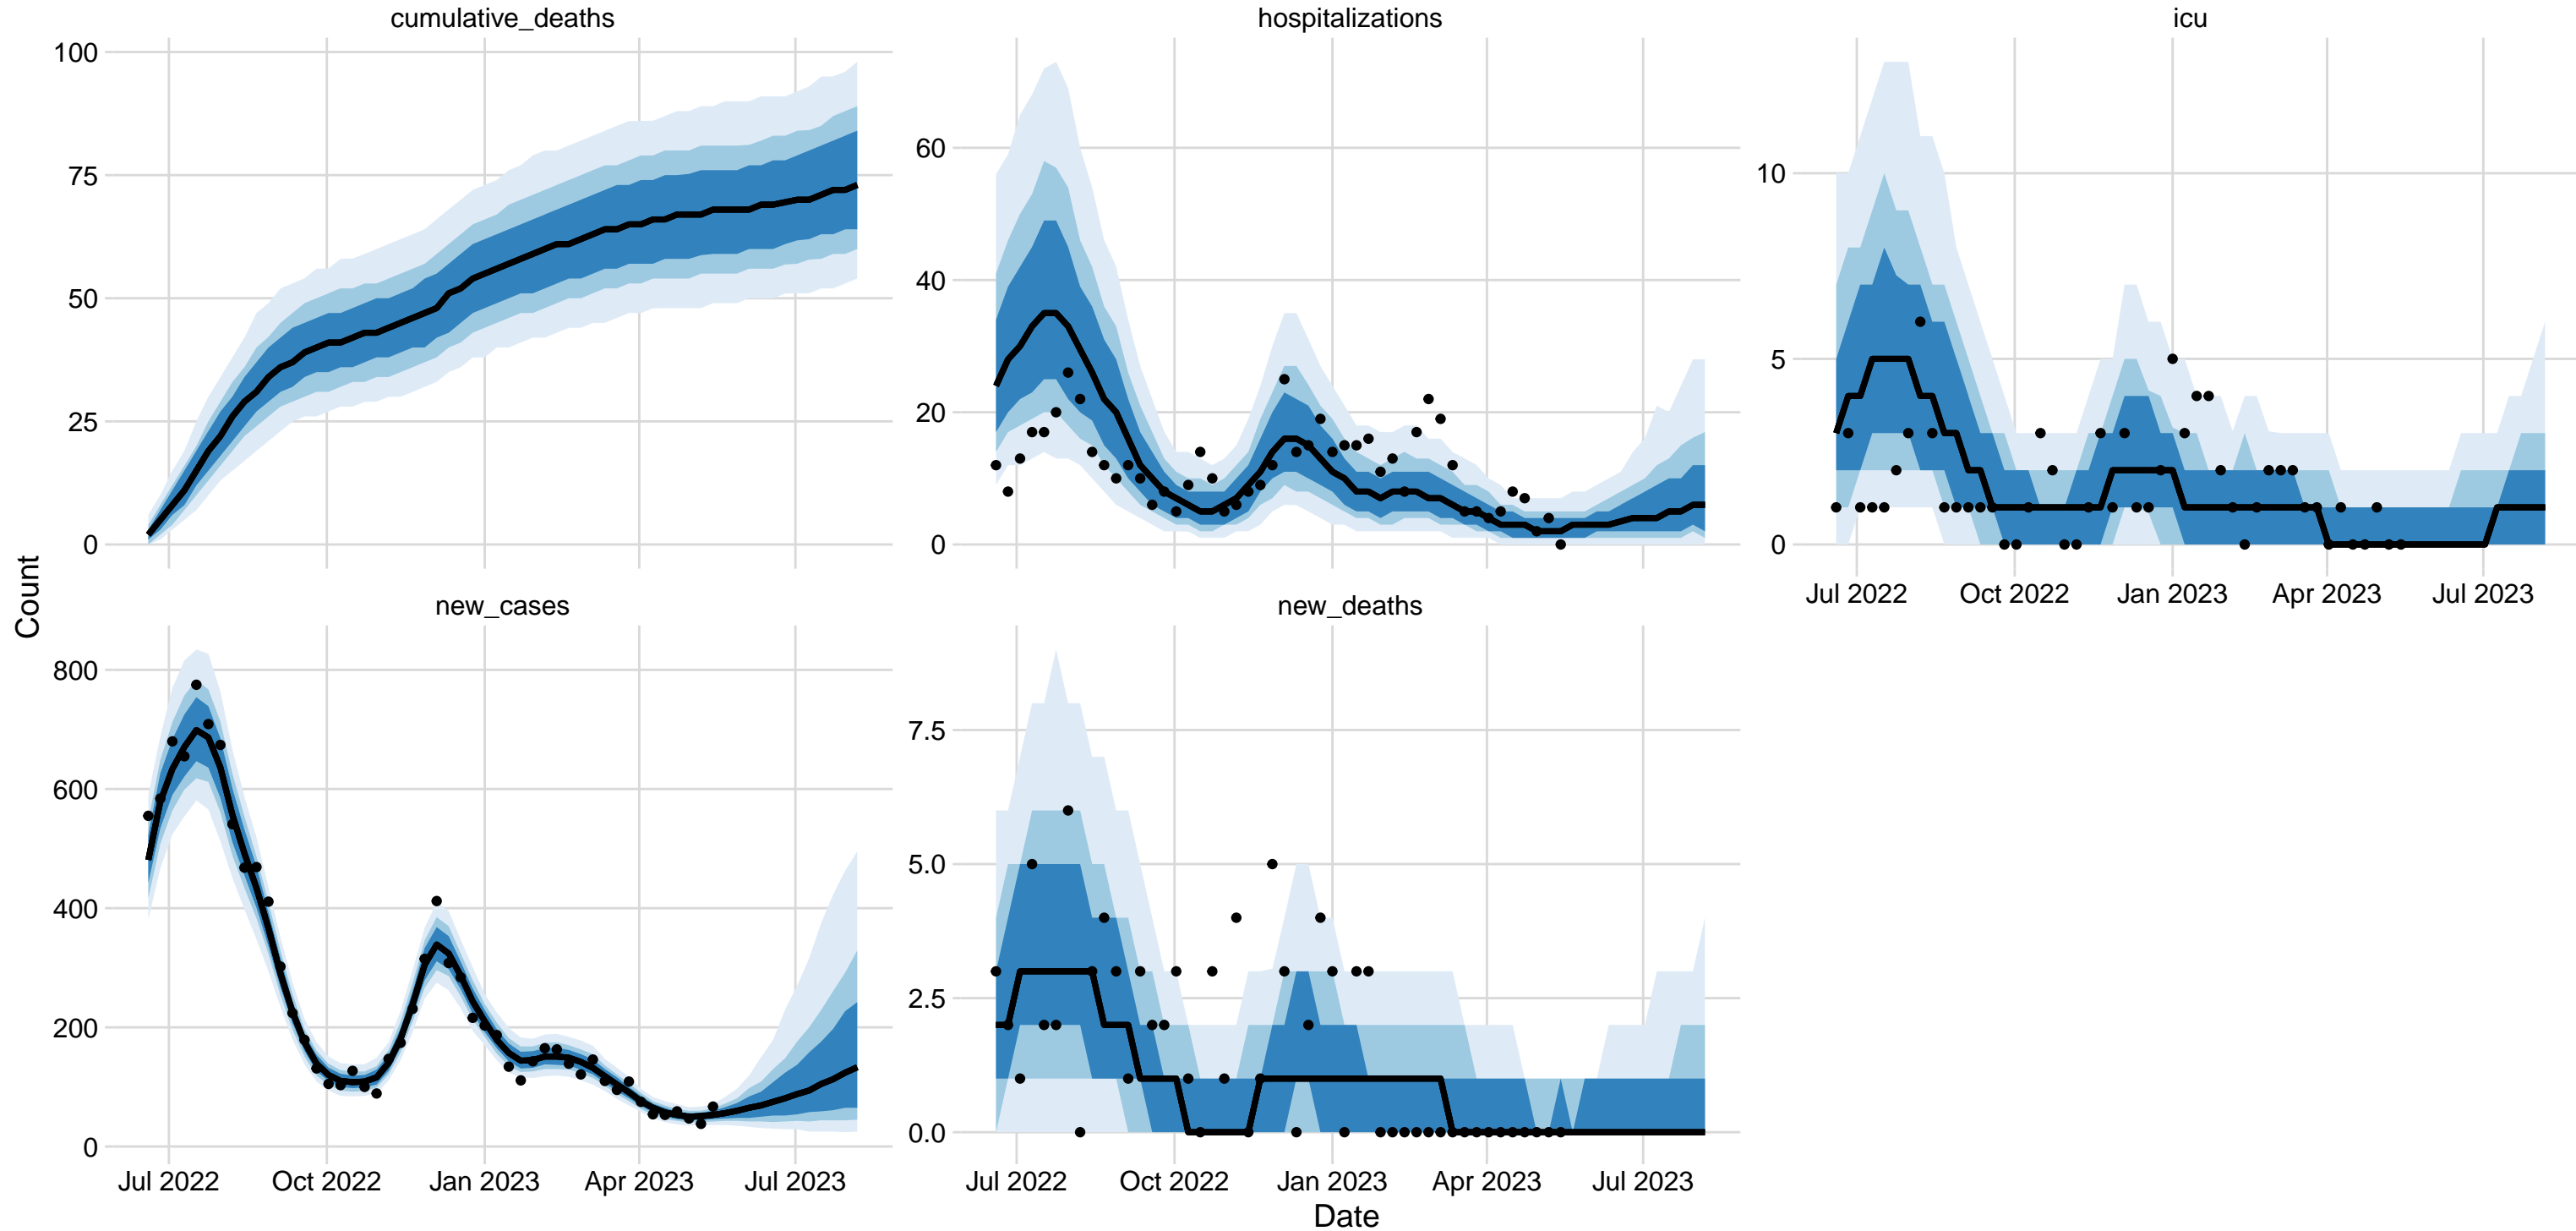 cumulative_deaths
hospitalizations
icu
100
75
50
25
0
60
40
20
0
10
5
0
Jul 2022 Oct 2022 Jan 2023 Apr 2023 Jul 2023
Count
new_cases
new_deaths
800
600
400
200
0
7.5
5.0
2.5
0.0
Jul 2022 Oct 2022 Jan 2023 Apr 2023 Jul 2023
Jul 2022 Oct 2022 Jan 2023 Apr 2023 Jul 2023
Date